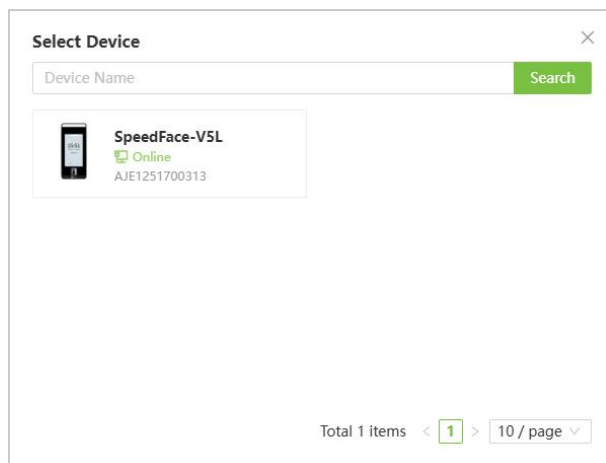 Select Device
Device Name
Search
SpeedFace-V5L
Online
AJE1251700313
Total 1 items < 1 > 10 / page